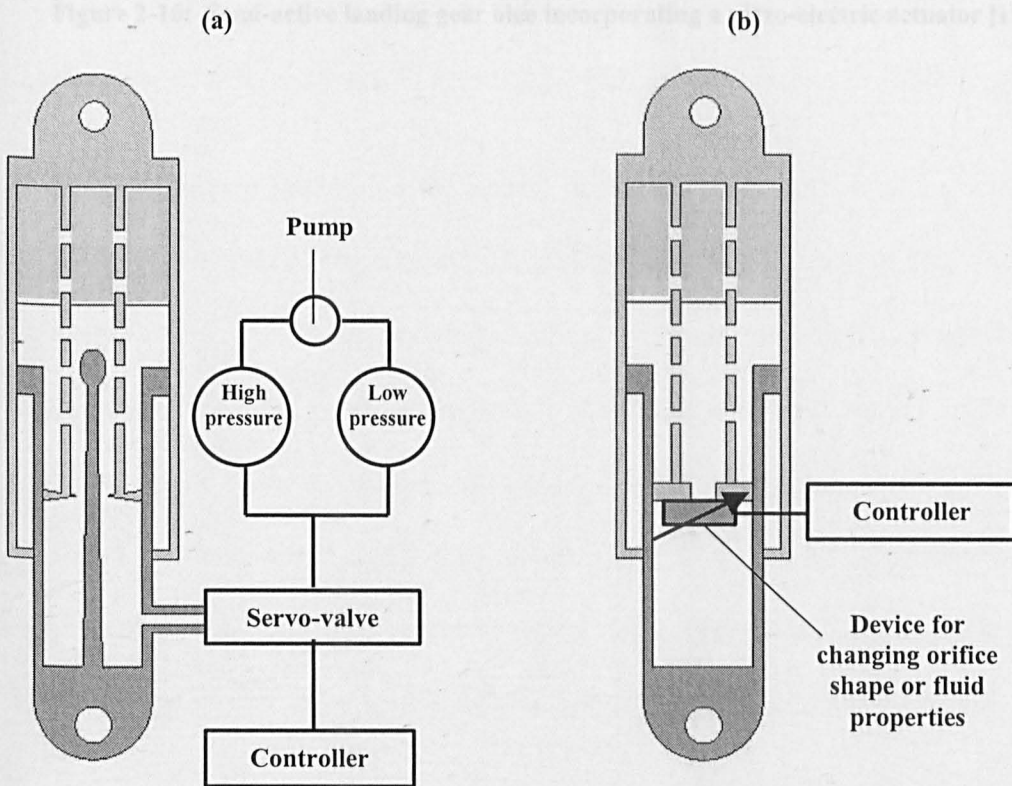 (a)
(b)
Pump
High
pressure
Low
pressure
Servo-valve
Controller
Controller
Device for
changing orifice
shape or fluid
properties